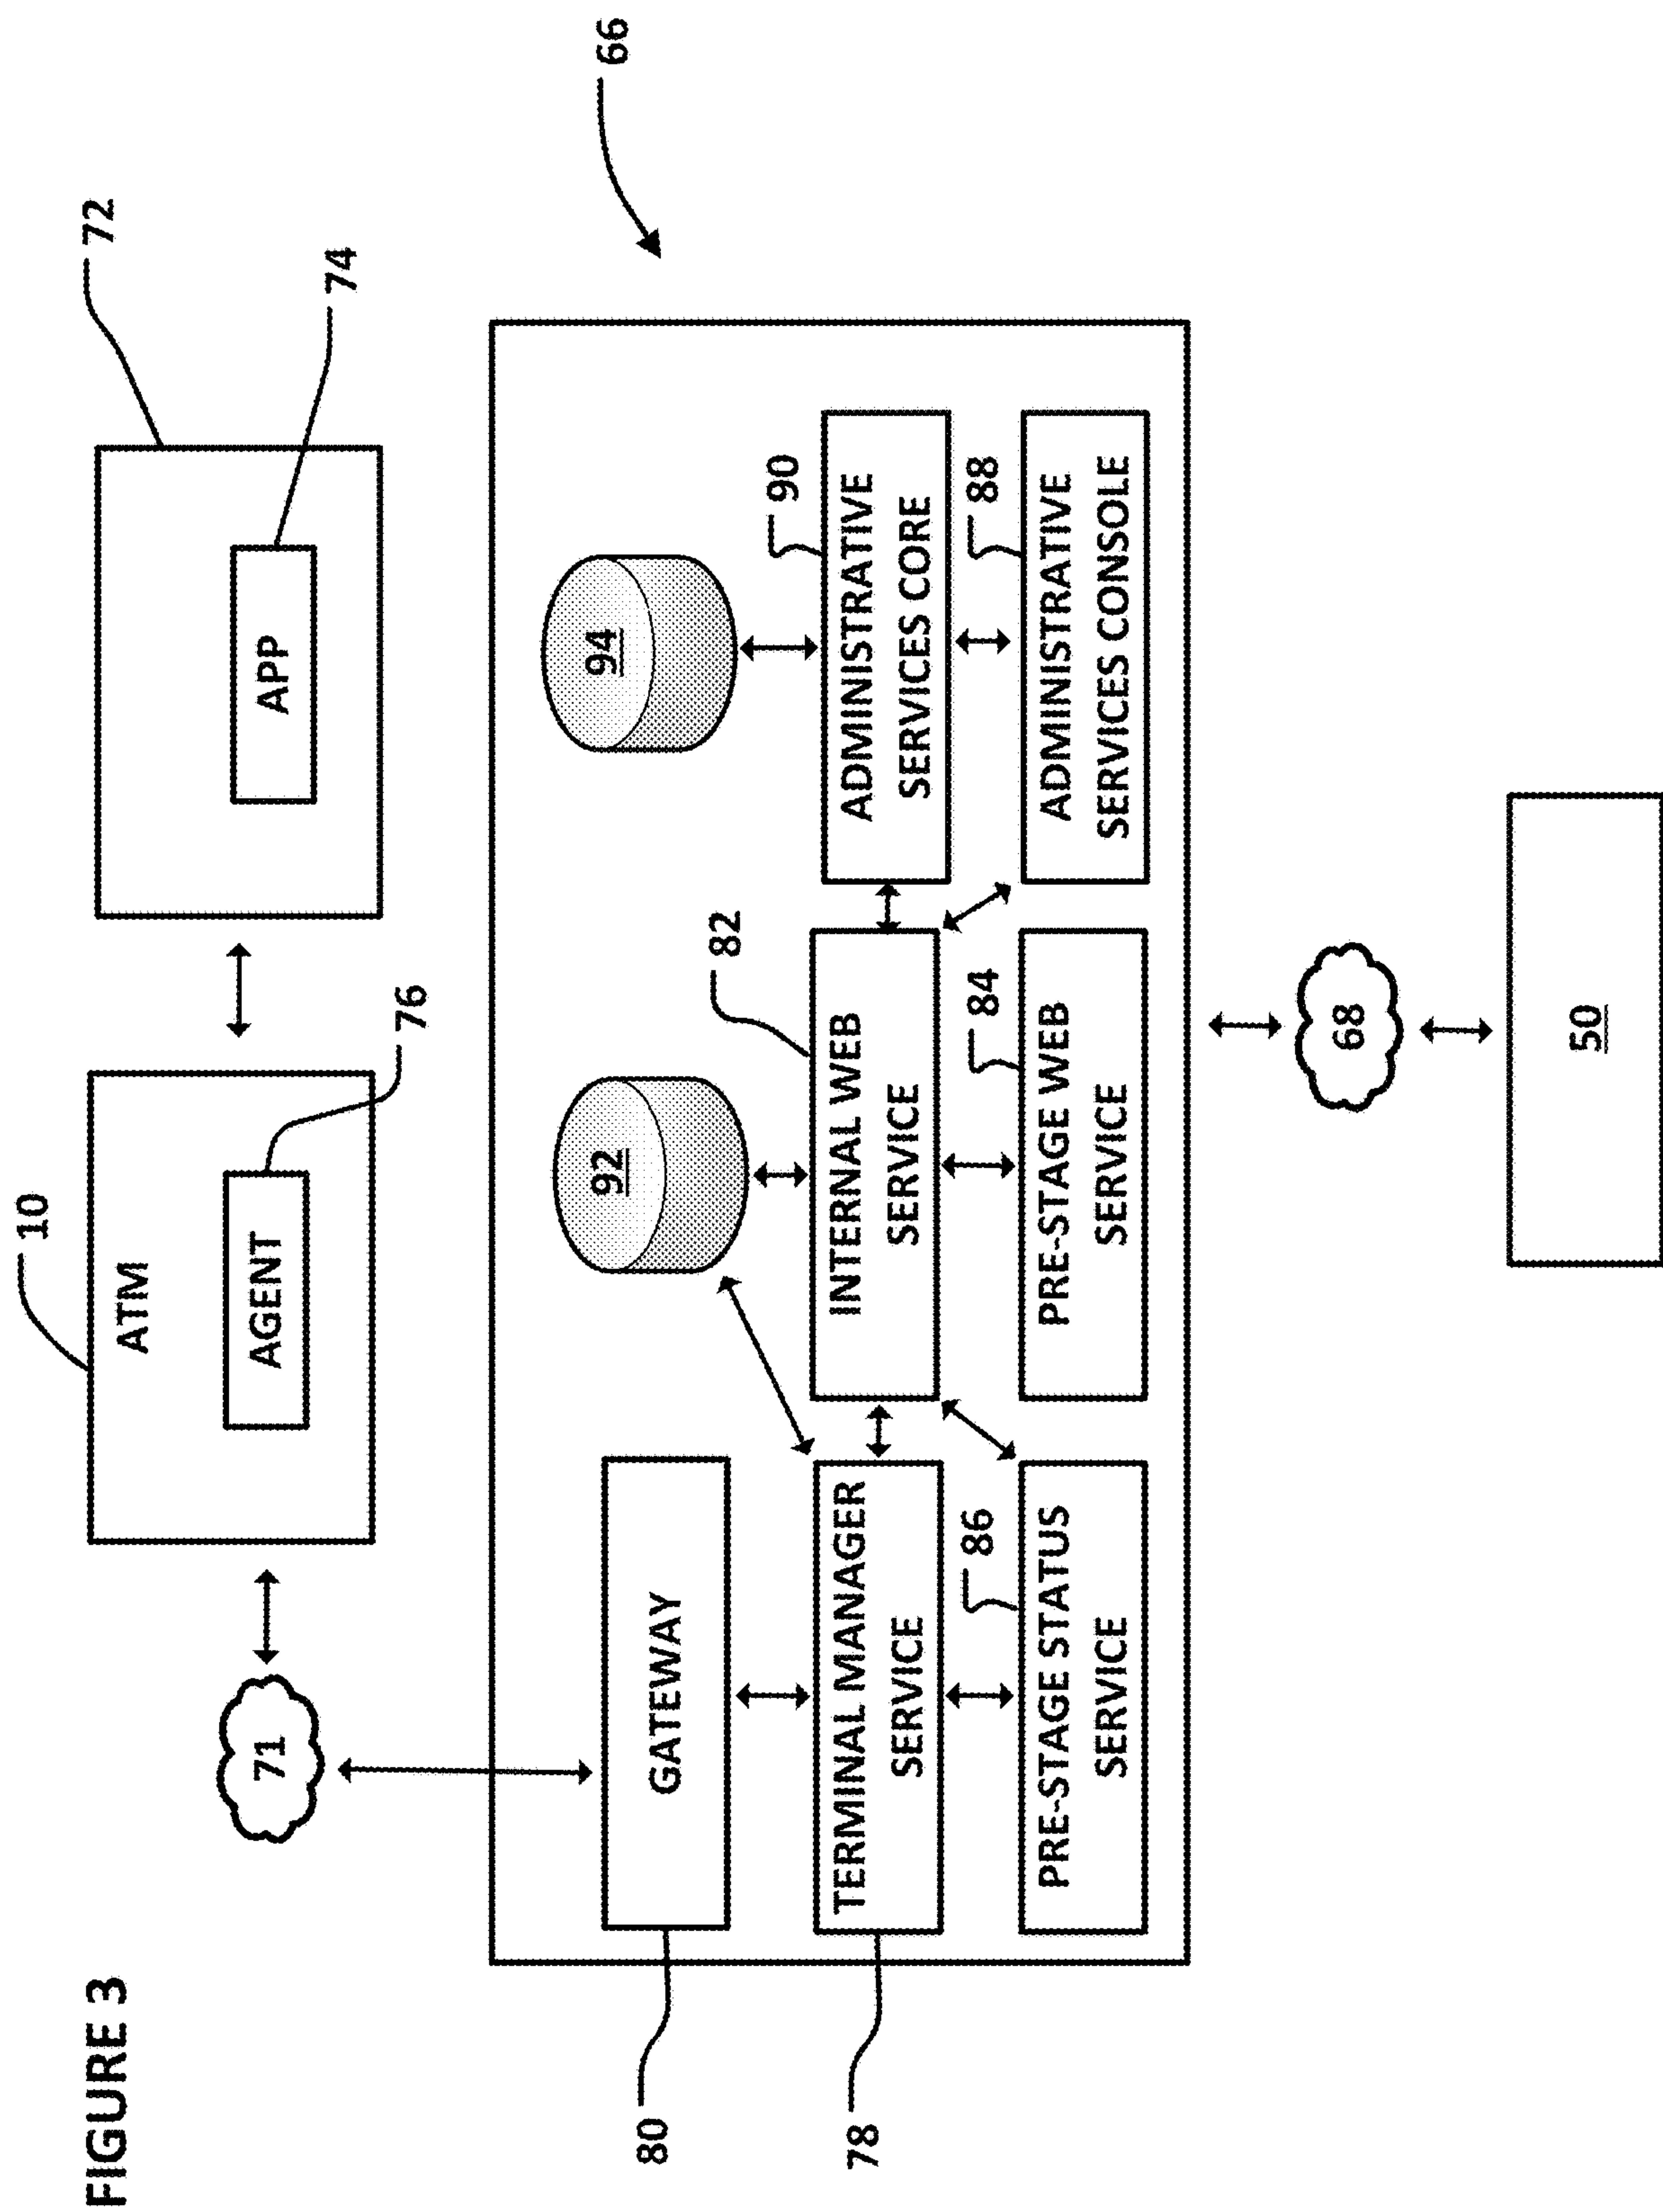 FIGURE 3
10
72
ATM
74
AGENT
APP
71
76
66
80
GATEWAY
92
94
82
90
78
TERMINAL MANAGER
SERVICE
INTERNAL WEB
SERVICE
ADMINISTRATIVE
SERVICES CORE
86
84
88
PRE-STAGE STATUS
SERVICE
PRE-STAGE WEB
SERVICE
ADMINISTRATIVE
SERVICES CONSOLE
68
50